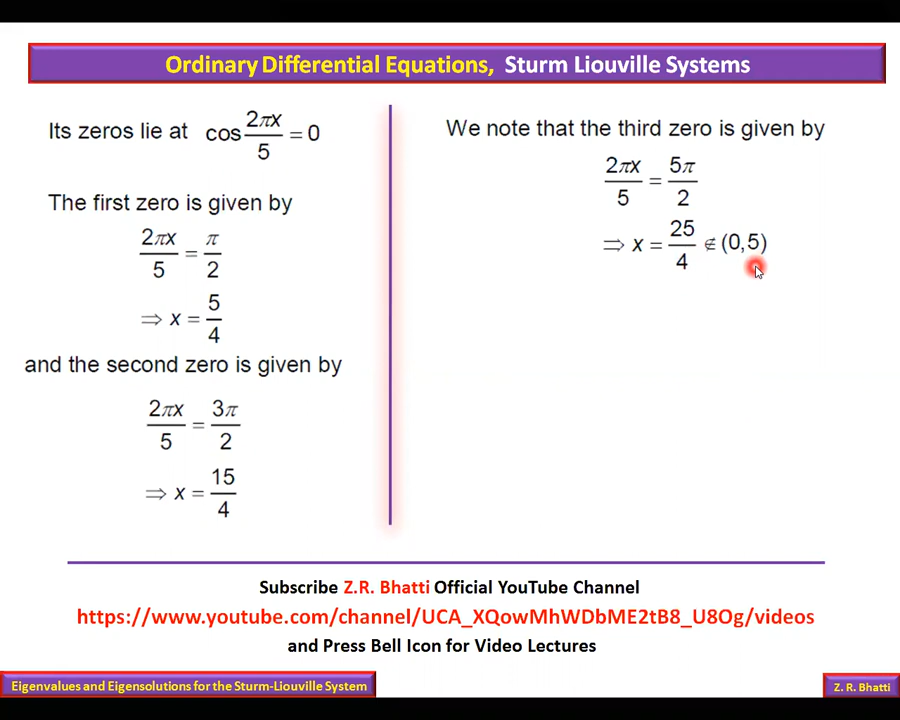 Ordinary Differential Equations, Sturm Liouville Systems
Its zeros lie at cos 2πx/5 = 0
The first zero is given by
2πx/5 = π/2
⇒ x = 5/4
and the second zero is given by
2πx/5 = 3π/2
⇒ x = 15/4
We note that the third zero is given by
2πx/5 = 5π/2
⇒ x = 25/4 ∉ (0,5)
Subscribe Z.R. Bhatti Official YouTube Channel
https://www.youtube.com/channel/UCA_XQowMhWDbME2tB8_U8Og/videos
and Press Bell Icon for Video Lectures
Eigenvalues and Eigensolutions for the Sturm-Liouville System
Z. R. Bhatti